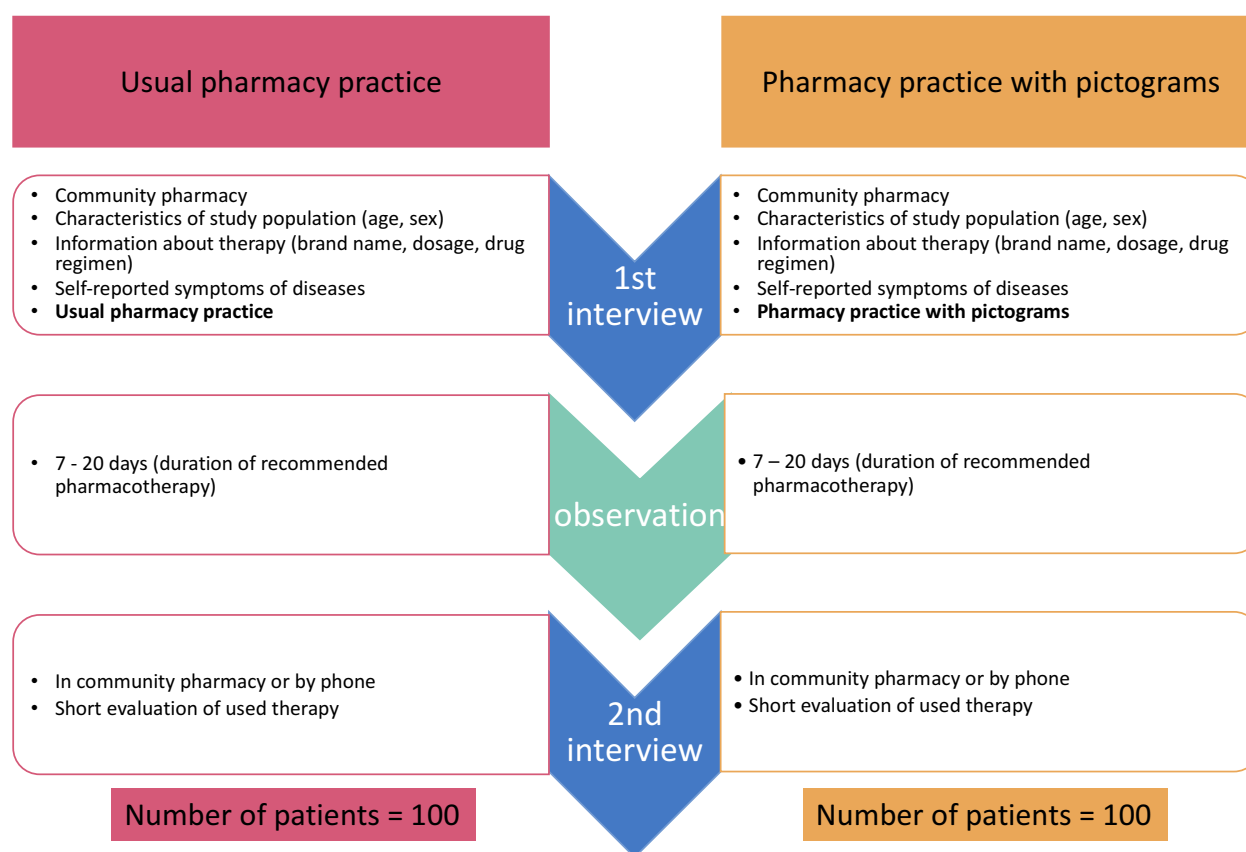 Usual pharmacy practice
Pharmacy practice with pictograms
• Community pharmacy
• Characteristics of study population (age, sex)
• Information about therapy (brand name, dosage, drug
regimen)
• Self-reported symptoms of diseases
• Usual pharmacy practice
1st
interview
• Community pharmacy
• Characteristics of study population (age, sex)
• Information about therapy (brand name, dosage, drug
regimen)
• Self-reported symptoms of diseases
• Pharmacy practice with pictograms
• 7 - 20 days (duration of recommended
pharmacotherapy)
observation
• 7 – 20 days (duration of recommended
pharmacotherapy)
• In community pharmacy or by phone
• Short evaluation of used therapy
2nd
interview
• In community pharmacy or by phone
• Short evaluation of used therapy
Number of patients = 100
Number of patients = 100